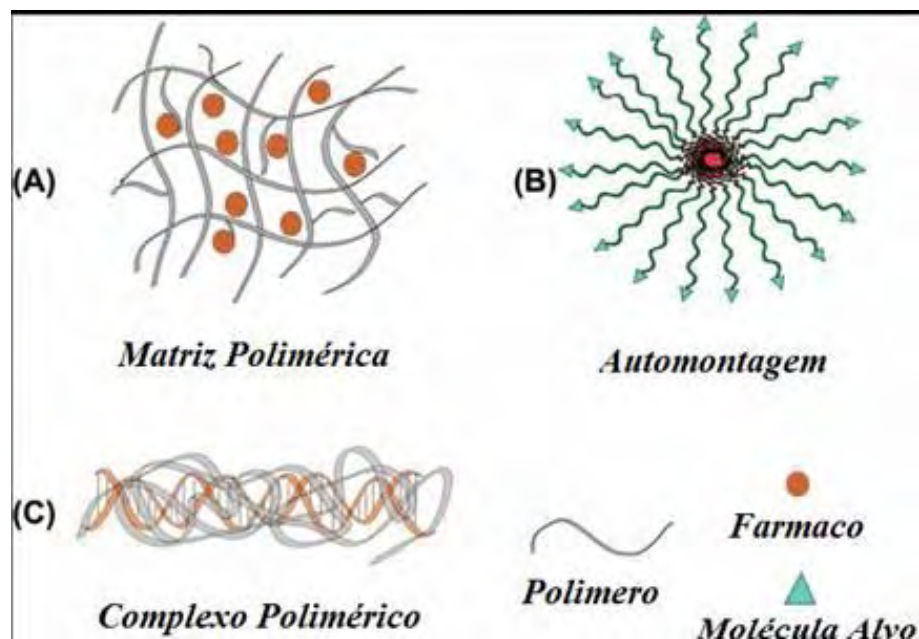 (A)
Matriz Polimérica
(B)
Automontagem
(C)
Complexo Polimérico
Polimero
Farmaco
Molécula Alvo